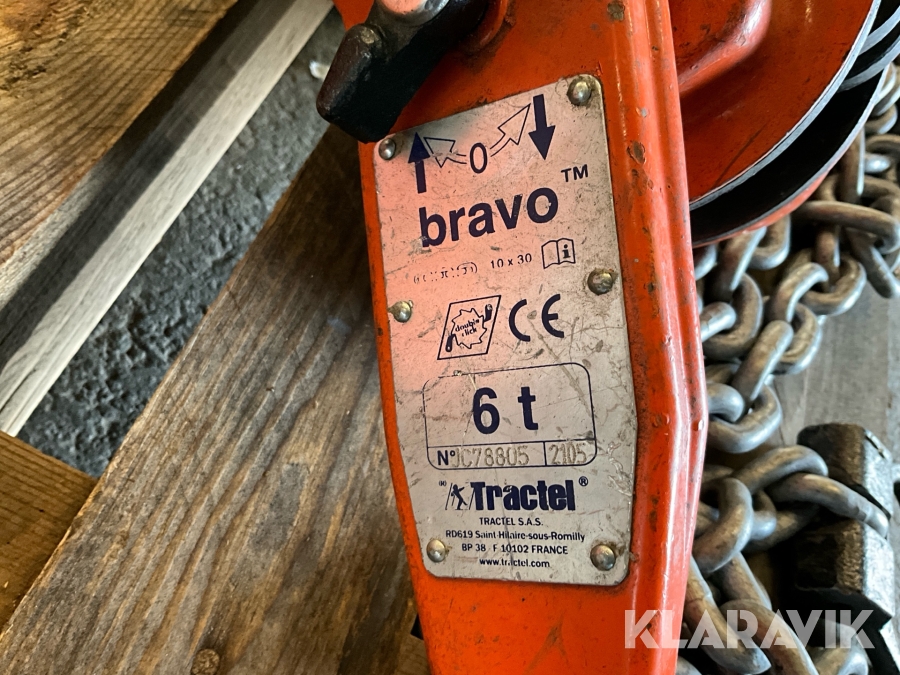 0
bravo™
10 x 30 i
double click
CE
6 t
N° JC78805 2105
® Tractel®
TRACTEL S.A.S.
RD619 Saint-Hilaire-sous-Romilly
BP 38 - F 10102 FRANCE
www.tractel.com
KLARAVIK